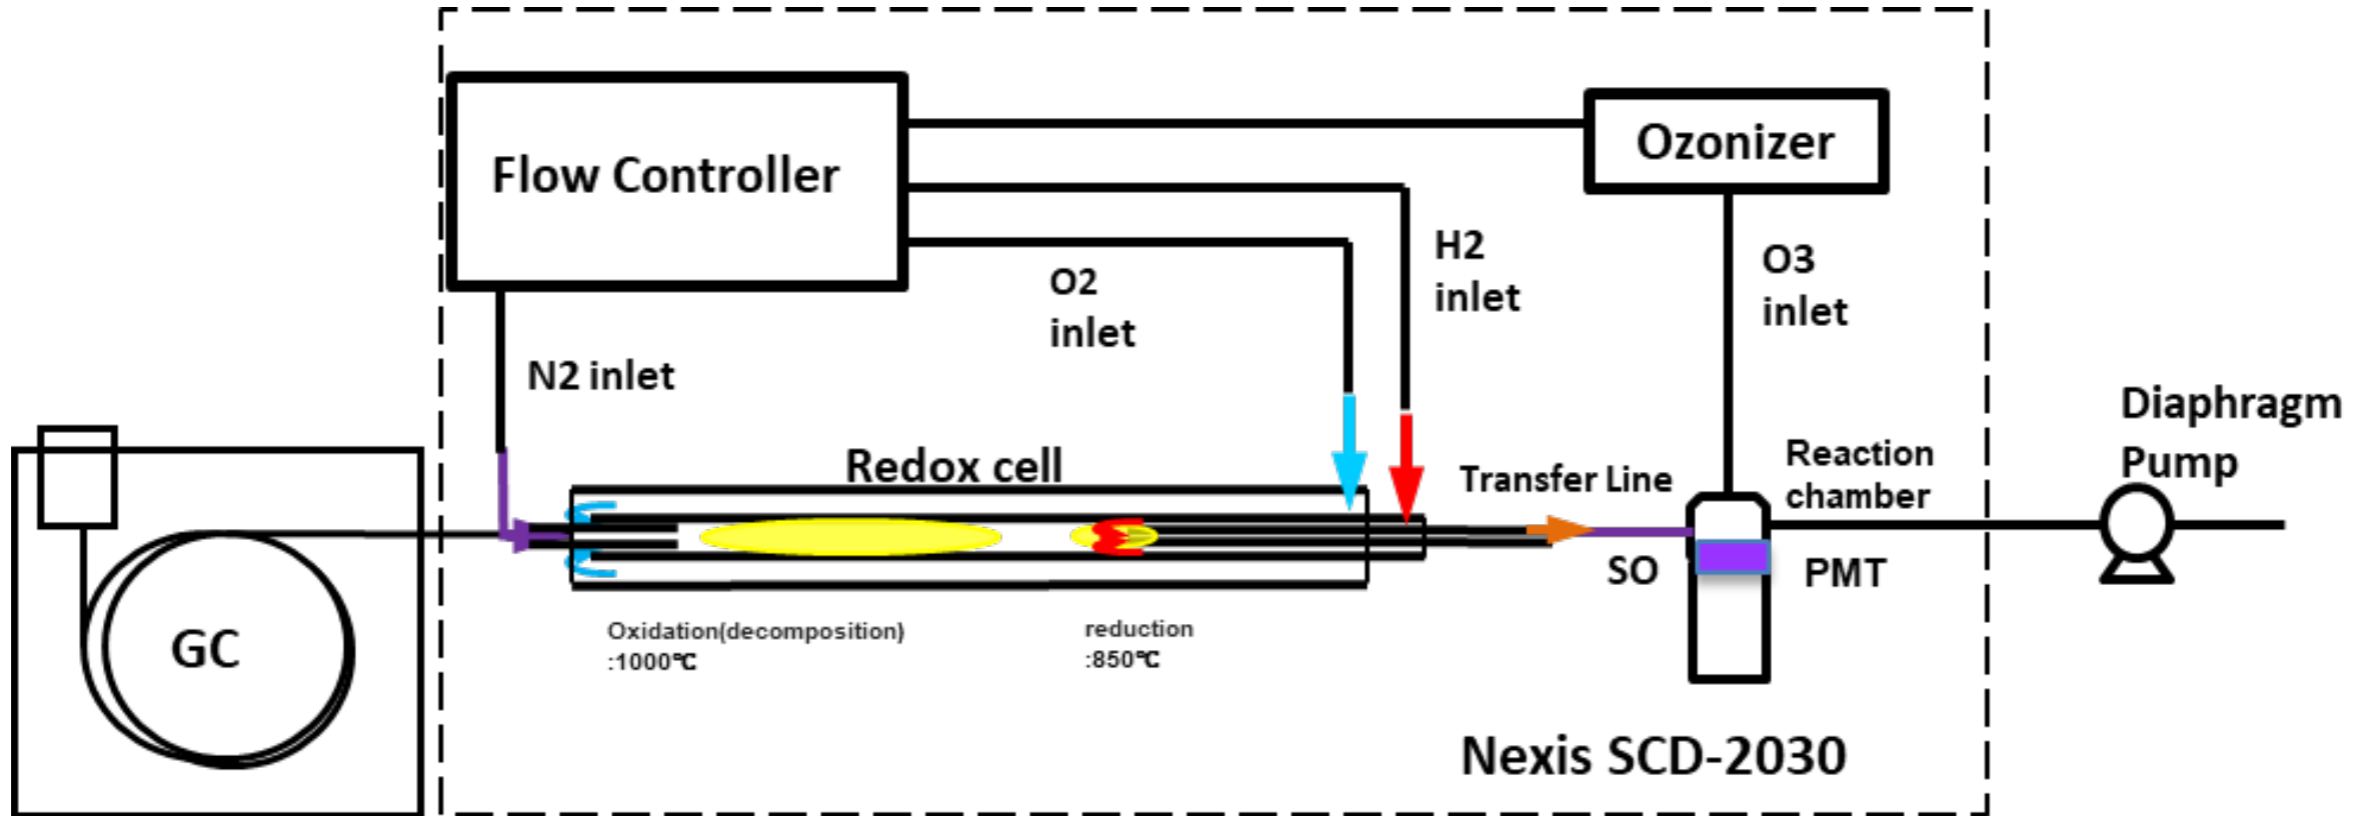 Flow Controller
Ozonizer
O2
inlet
H2
inlet
O3
inlet
N2 inlet
Redox cell
Transfer Line
Reaction
chamber
Diaphragm
Pump
GC
SO
PMT
Oxidation(decomposition)
:1000℃
reduction
:850℃
Nexis SCD-2030